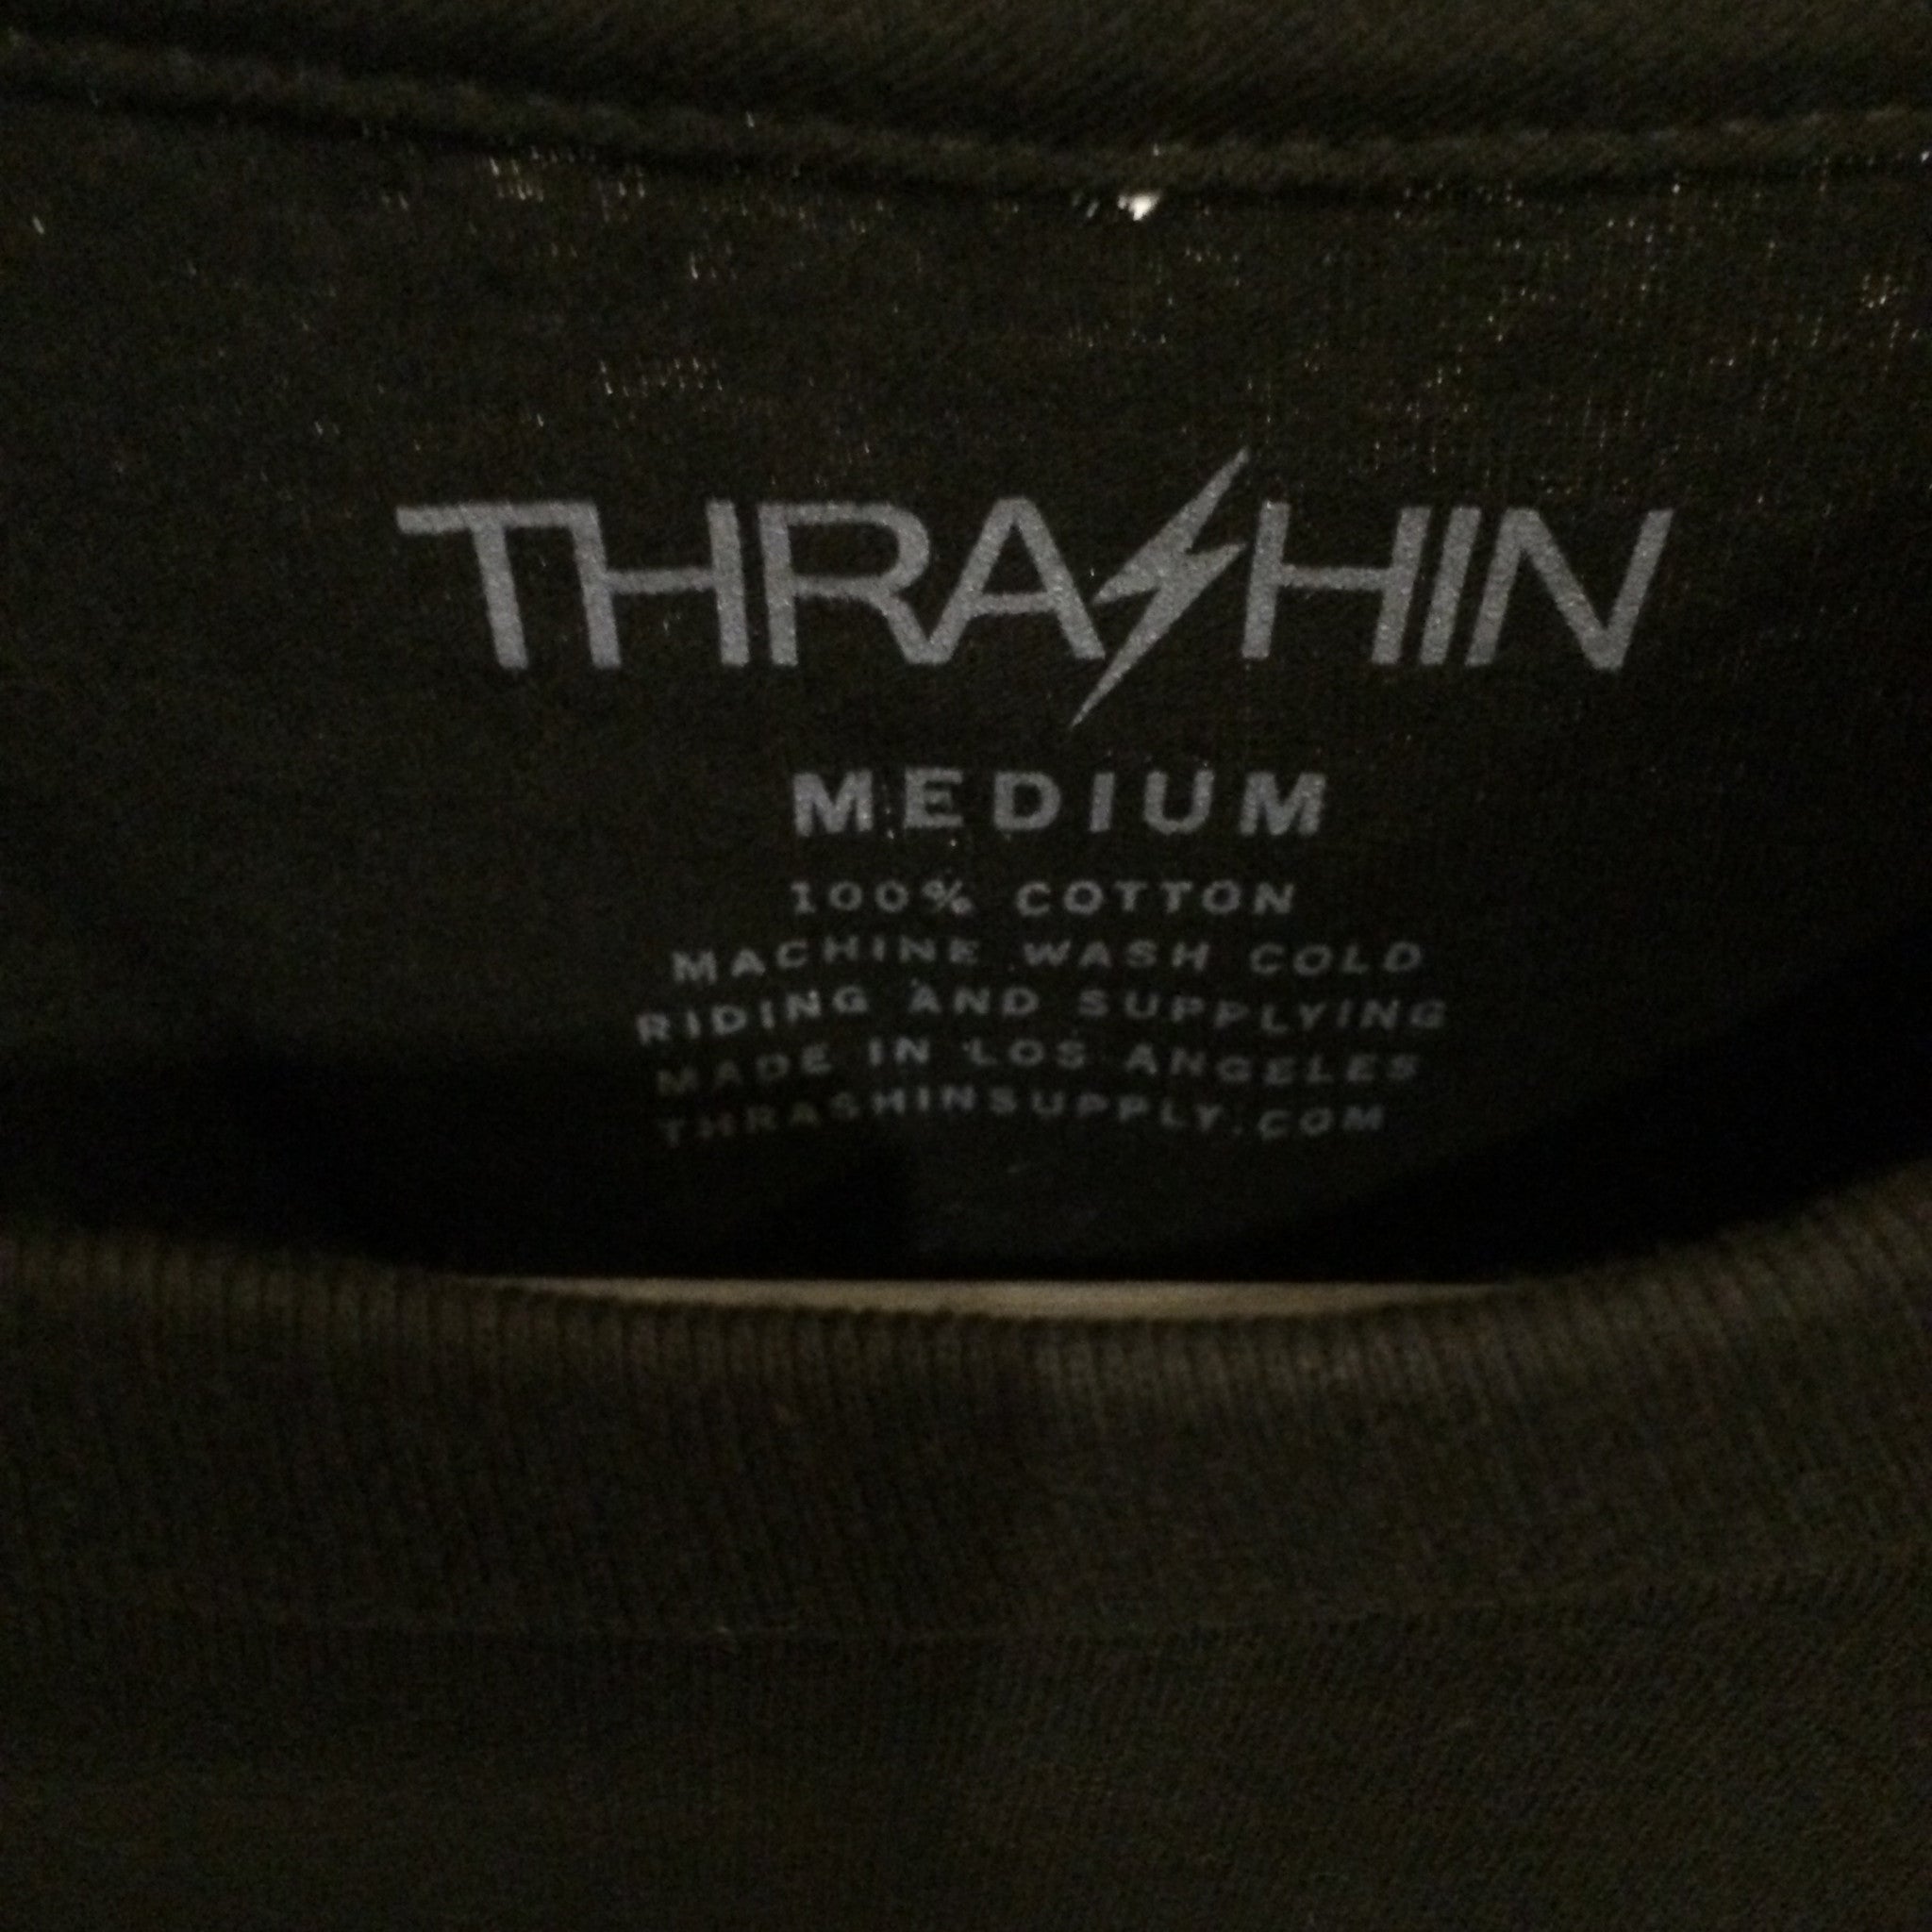 THRASHIN
MEDIUM
100% COTTON
MACHINE WASH COLD
RIDING AND SUPPLYING
MADE IN LOS ANGELES
THRASHINSUPPLY.COM